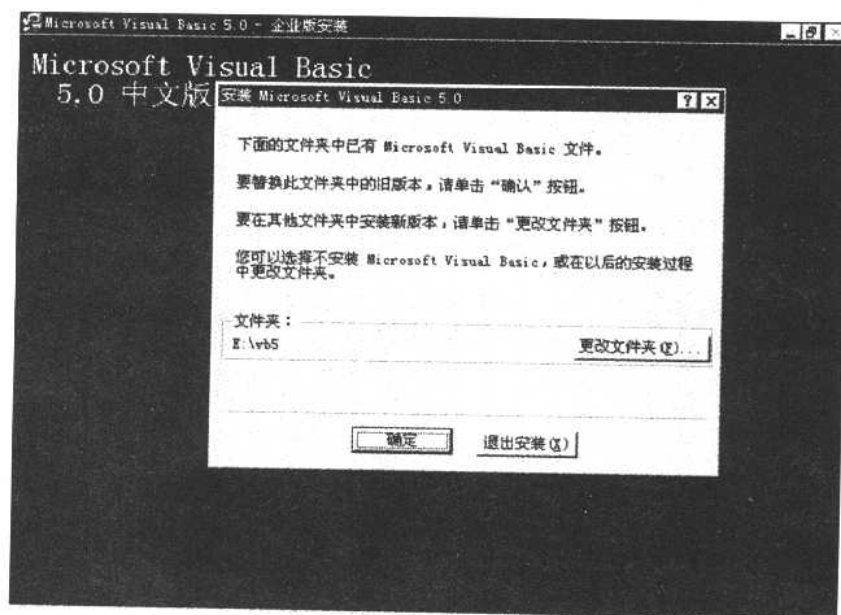 Microsoft Visual Basic 5.0 - 企业版安装
Microsoft Visual Basic
5.0 中文版
安装 Microsoft Visual Basic 5.0
下面的文件夹中已有 Microsoft Visual Basic 文件。
要替换此文件夹中的旧版本，请单击“确认”按钮。
要在其他文件夹中安装新版本，请单击“更改文件夹”按钮。
您可以选择不安装 Microsoft Visual Basic，或在以后的安装过程
中更改文件夹。
文件夹：
E:\vb5
更改文件夹(F)...
确定
退出安装(X)